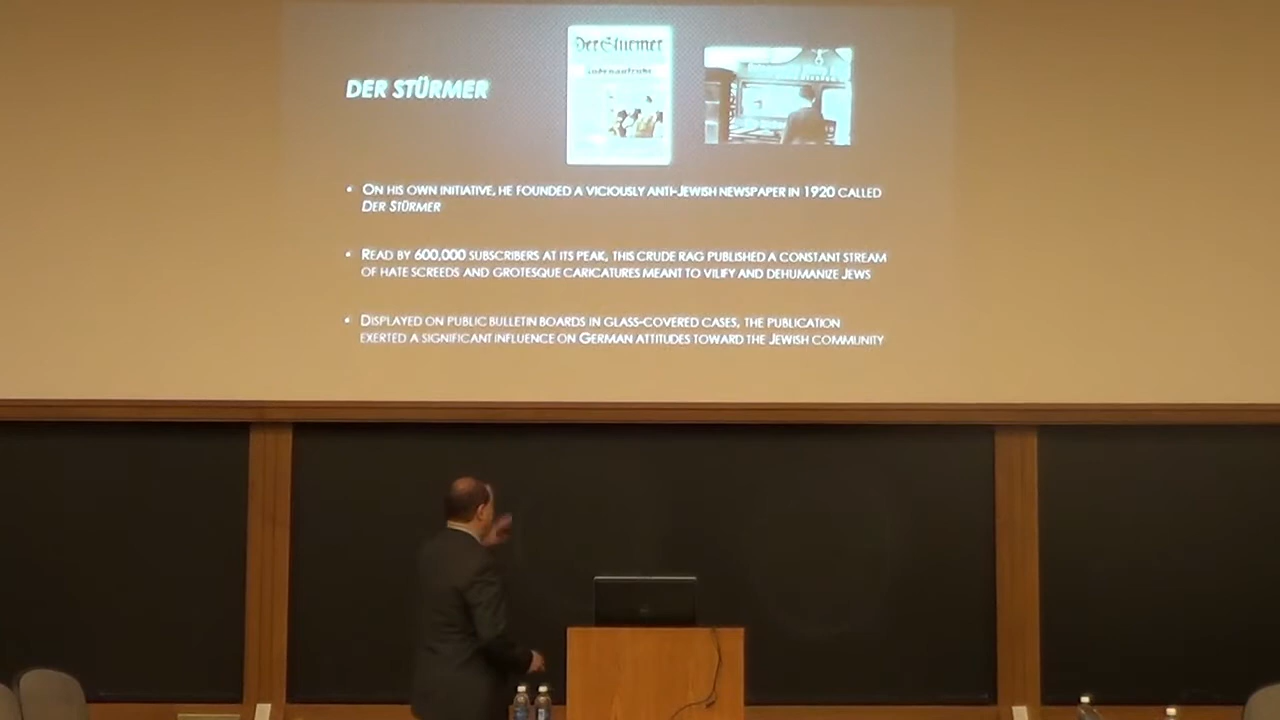 DER STÜRMER
Der Stürmer
ON HIS OWN INITIATIVE, HE FOUNDED A VICIOUSLY ANTI-JEWISH NEWSPAPER IN 1920 CALLED
DER STÜRMER
READ BY 600,000 SUBSCRIBERS AT ITS PEAK, THIS CRUDE RAG PUBLISHED A CONSTANT STREAM
OF HATE SCREEDS AND GROTESQUE CARICATURES MEANT TO VILIFY AND DEHUMANIZE JEWS
DISPLAYED ON PUBLIC BULLETIN BOARDS IN GLASS-COVERED CASES, THE PUBLICATION
EXERTED A SIGNIFICANT INFLUENCE ON GERMAN ATTITUDES TOWARD THE JEWISH COMMUNITY